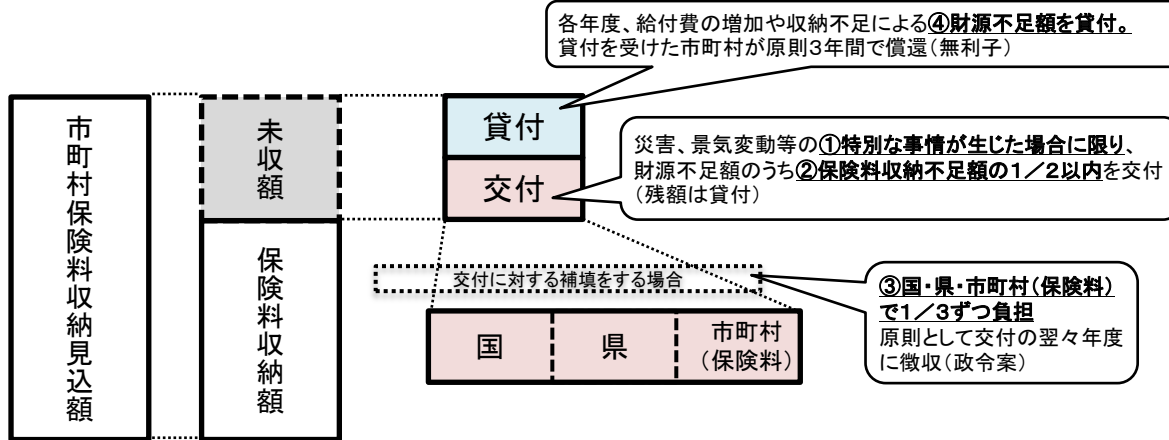 各年度、給付費の増加や収納不足による④財源不足額を貸付。
貸付を受けた市町村が原則3年間で償還(無利子)
市町村保険料収納見込額
未収額
保険料収納額
貸付
交付
災害、景気変動等の①特別な事情が生じた場合に限り、
財源不足額のうち②保険料収納不足額の1/2以内を交付
(残額は貸付)
交付に対する補填をする場合
国
県
市町村
(保険料)
③国・県・市町村(保険料)
で1/3ずつ負担
原則として交付の翌々年度
に徴収(政令案)